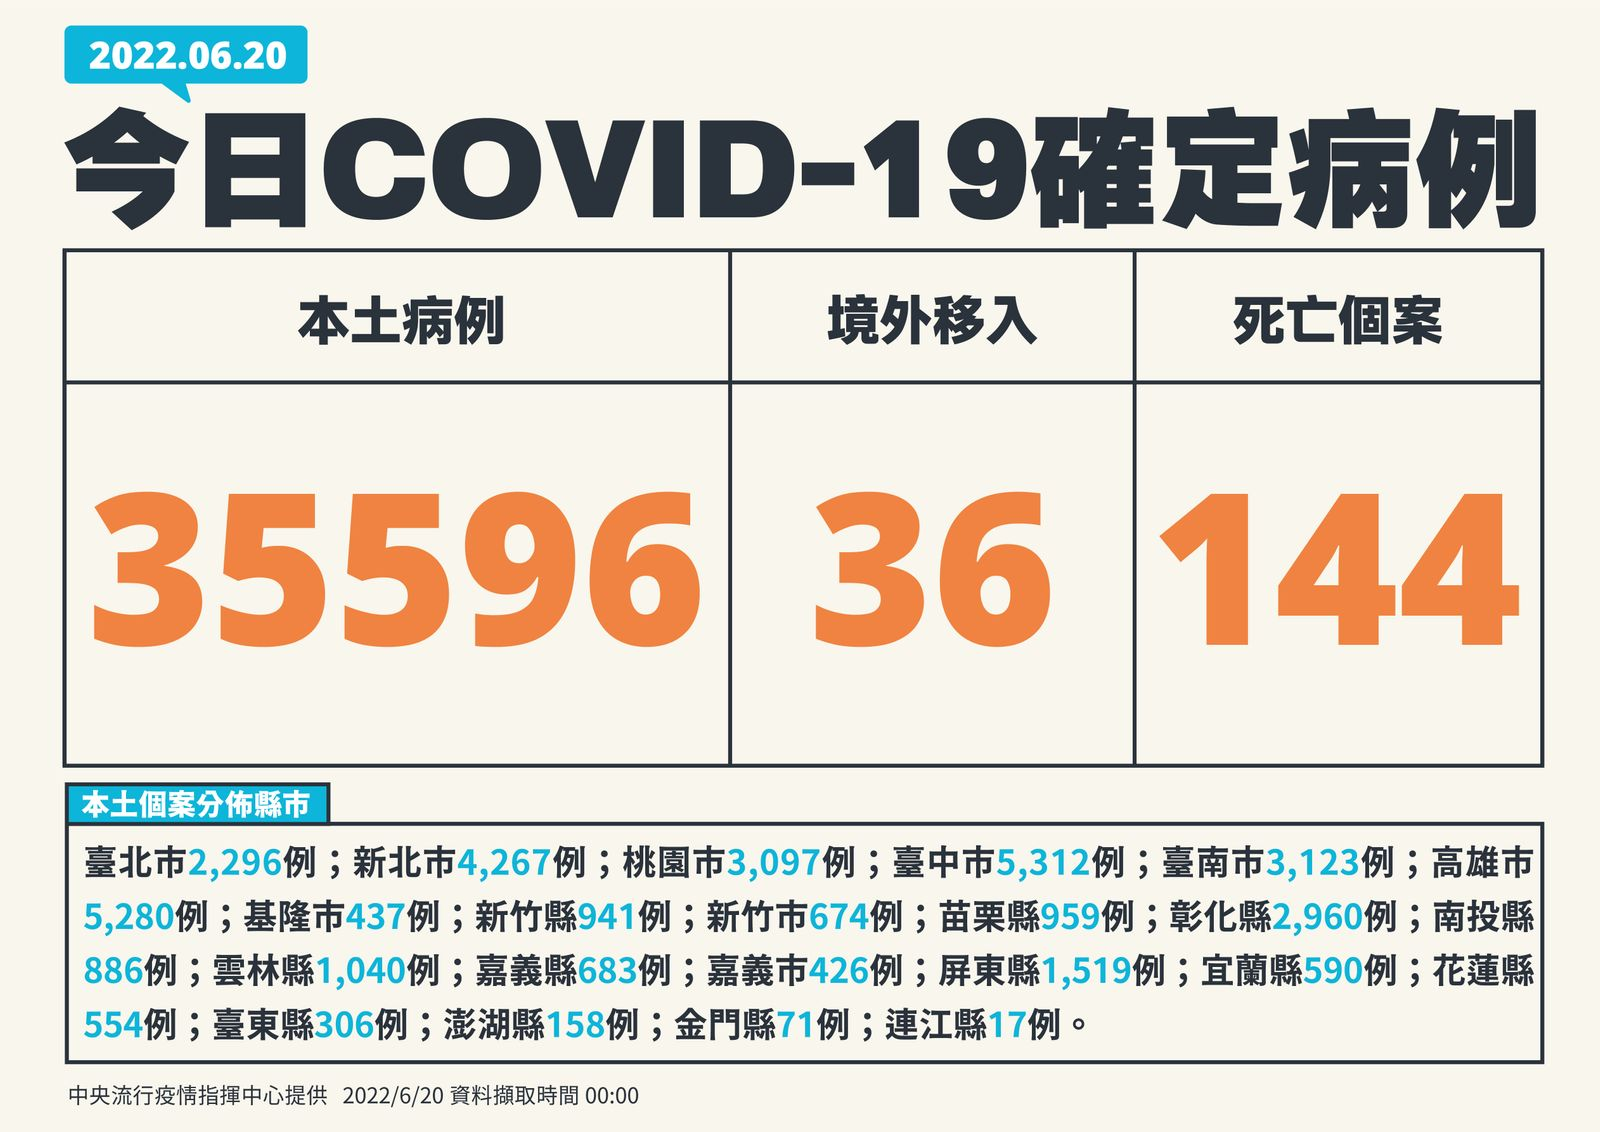 2022.06.20
今日COVID-19確定病例
本土病例
境外移入
死亡個案
35596
36
144
本土個案分佈縣市
臺北市2,296例；新北市4,267例；桃園市3,097例；臺中市5,312例；臺南市3,123例；高雄市
5,280例；基隆市437例；新竹縣941例；新竹市674例；苗栗縣959例；彰化縣2,960例；南投縣
886例；雲林縣1,040例；嘉義縣683例；嘉義市426例；屏東縣1,519例；宜蘭縣590例；花蓮縣
554例；臺東縣306例；澎湖縣158例；金門縣71例；連江縣17例。
中央流行疫情指揮中心提供 2022/6/20 資料擷取時間 00:00